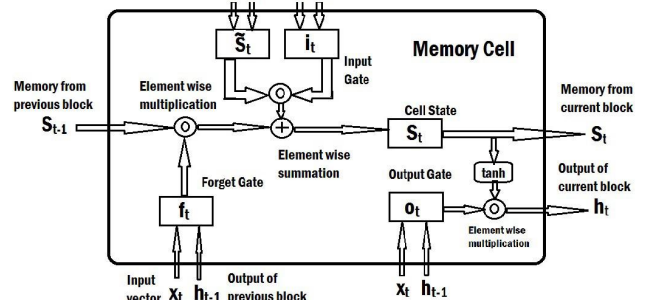 S̃t
it
Memory Cell
Input
Gate
Memory from
previous block
St-1
Element wise
multiplication
Element wise
summation
Cell State
St
Memory from
current block
St
tanh
Output of
current block
ht
Forget Gate
ft
Output Gate
ot
Element wise
multiplication
Input
vector
xt
ht-1
Output of
previous block
xt
ht-1